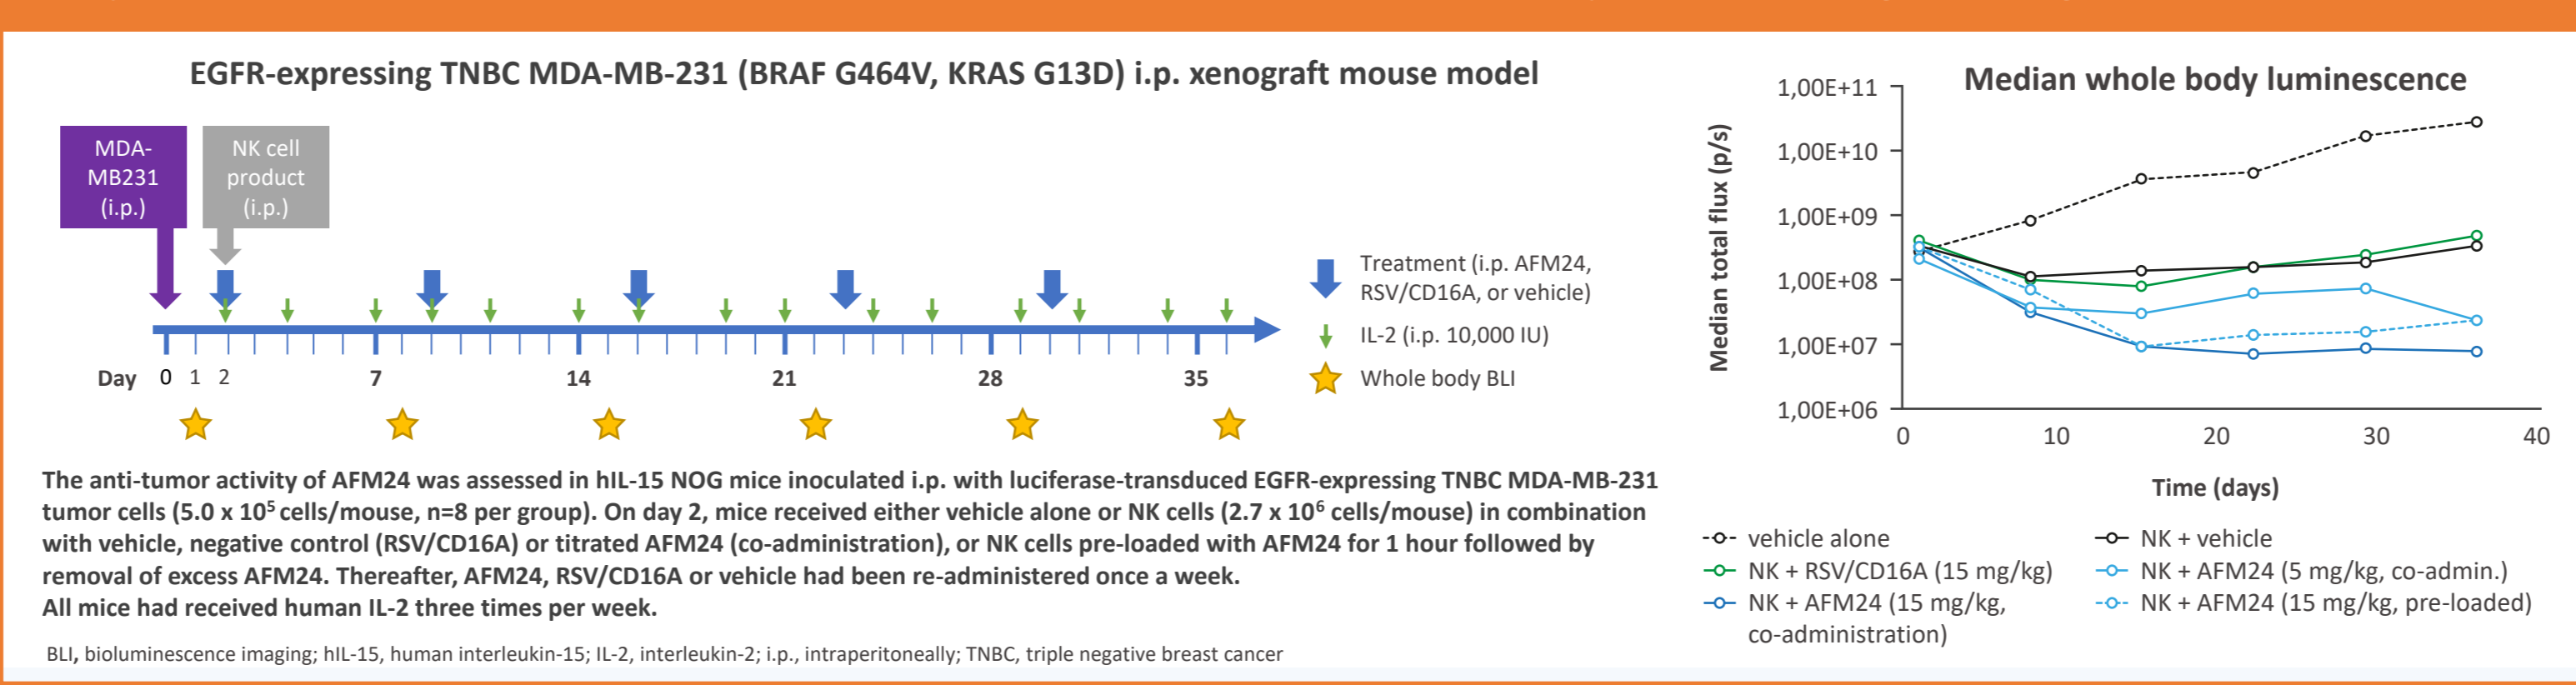 EGFR-expressing TNBC MDA-MB-231 (BRAF G464V, KRAS G13D) i.p. xenograft mouse model
MDA-
MB231
(i.p.)
NK cell
product
(i.p.)
Treatment (i.p. AFM24,
RSV/CD16A, or vehicle)
IL-2 (i.p. 10,000 IU)
Whole body BLI
Day 0 1 2 7 14 21 28 35
The anti-tumor activity of AFM24 was assessed in hIL-15 NOG mice inoculated i.p. with luciferase-transduced EGFR-expressing TNBC MDA-MB-231
tumor cells (5.0 x 10⁵ cells/mouse, n=8 per group). On day 2, mice received either vehicle alone or NK cells (2.7 x 10⁶ cells/mouse) in combination
with vehicle, negative control (RSV/CD16A) or titrated AFM24 (co-administration), or NK cells pre-loaded with AFM24 for 1 hour followed by
removal of excess AFM24. Thereafter, AFM24, RSV/CD16A or vehicle had been re-administered once a week.
All mice had received human IL-2 three times per week.
BLI, bioluminescence imaging; hIL-15, human interleukin-15; IL-2, interleukin-2; i.p., intraperitoneally; TNBC, triple negative breast cancer
Median whole body luminescence
Median total flux (p/s)
1,00E+11
1,00E+10
1,00E+09
1,00E+08
1,00E+07
1,00E+06
0 10 20 30 40
Time (days)
vehicle alone
NK + RSV/CD16A (15 mg/kg)
NK + AFM24 (15 mg/kg,
co-administration)
NK + vehicle
NK + AFM24 (5 mg/kg, co-admin.)
NK + AFM24 (15 mg/kg, pre-loaded)